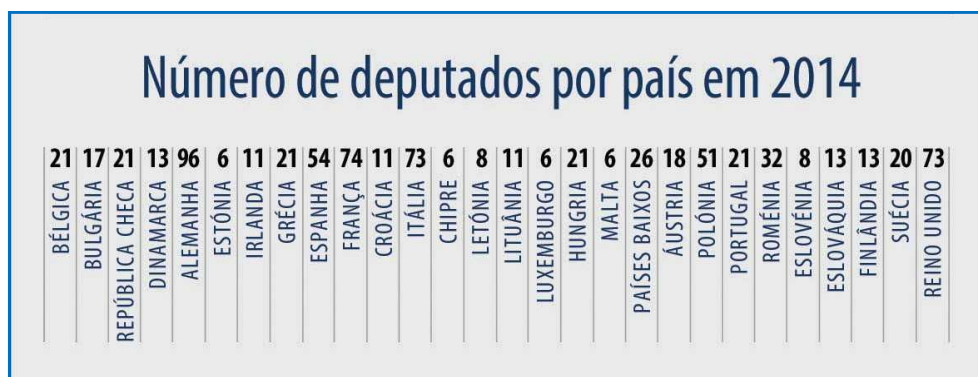 Número de deputados por país em 2014
21 17 21 13 96 6 11 21 54 74 11 73 6 8 11 6 21 6 26 18 51 21 32 8 13 13 20 73
BÉLGICA
BULGÁRIA
REPÚBLICA CHECA
DINAMARCA
ALEMANHA
ESTÓNIA
IRLANDA
GRÉCIA
ESPANHA
FRANÇA
CROÁCIA
ITÁLIA
CHIPRE
LETÓNIA
LITUÂNIA
LUXEMBURGO
HUNGRIA
MALTA
PAÍSES BAIXOS
ÁUSTRIA
POLÓNIA
PORTUGAL
ROMÉNIA
ESLOVÉNIA
ESLOVÁQUIA
FINLÂNDIA
SUÉCIA
REINO UNIDO